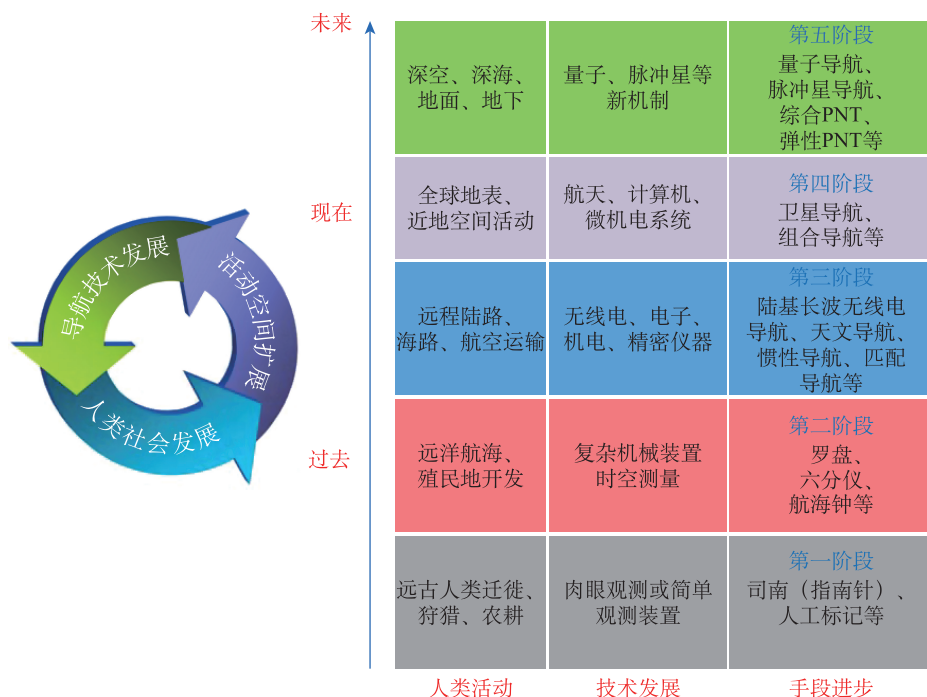 未来
现在
过去
导航技术发展
活动空间扩展
人类社会发展
深空、深海、
地面、地下
量子、脉冲星等
新机制
第五阶段
量子导航、
脉冲星导航、
综合PNT、
弹性PNT等
全球地表、
近地空间活动
航天、计算机、
微机电系统
第四阶段
卫星导航、
组合导航等
远程陆路、
海路、航空运输
无线电、电子、
机电、精密仪器
第三阶段
陆基长波无线电
导航、天文导航、
惯性导航、匹配
导航等
远洋航海、
殖民地开发
复杂机械装置
时空测量
第二阶段
罗盘、
六分仪、
航海钟等
远古人类迁徙、
狩猎、农耕
肉眼观测或简单
观测装置
第一阶段
司南（指南针）、
人工标记等
人类活动
技术发展
手段进步